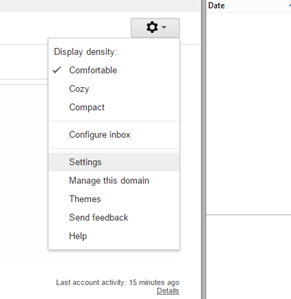 Date
Display density:
Comfortable
Cozy
Compact
Configure inbox
Settings
Manage this domain
Themes
Send feedback
Help
Last account activity: 15 minutes ago
Details